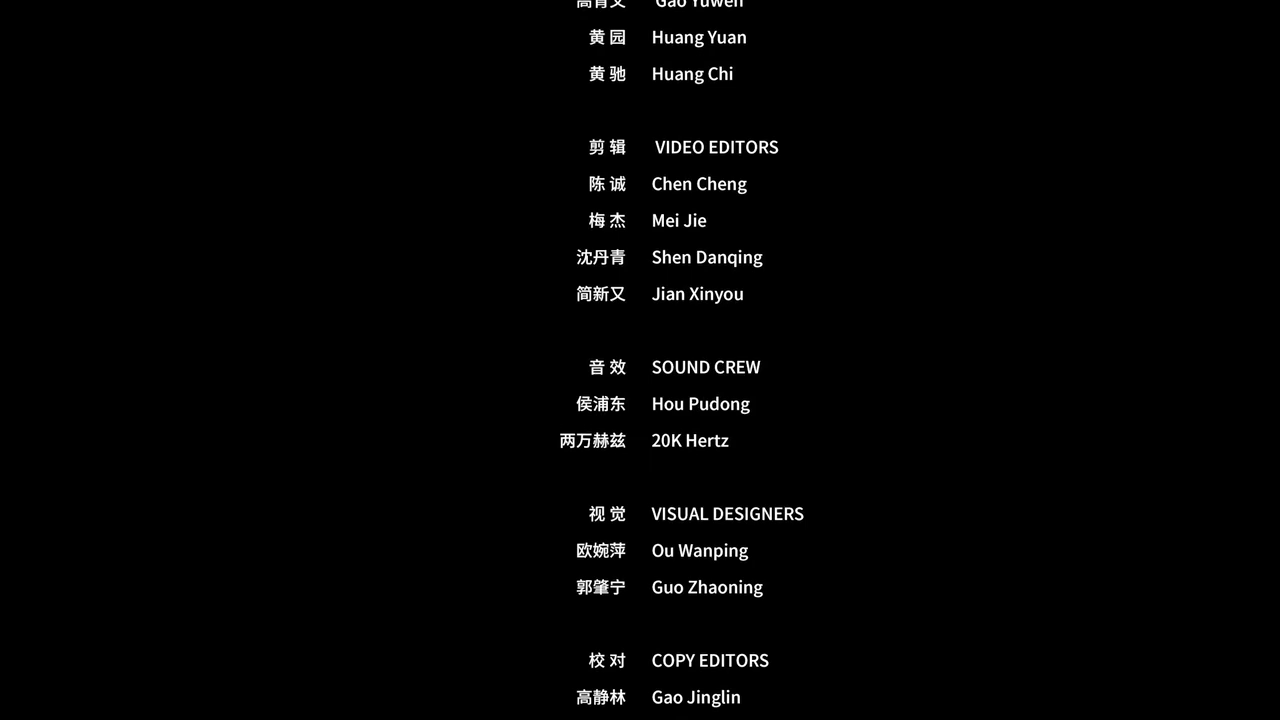 Gao Yuwen
黄 园 Huang Yuan
黄 驰 Huang Chi
剪 辑 VIDEO EDITORS
陈 诚 Chen Cheng
梅 杰 Mei Jie
沈丹青 Shen Danqing
简新又 Jian Xinyou
音 效 SOUND CREW
侯浦东 Hou Pudong
两万赫兹 20K Hertz
视 觉 VISUAL DESIGNERS
欧婉萍 Ou Wanping
郭肇宁 Guo Zhaoning
校 对 COPY EDITORS
高静林 Gao Jinglin